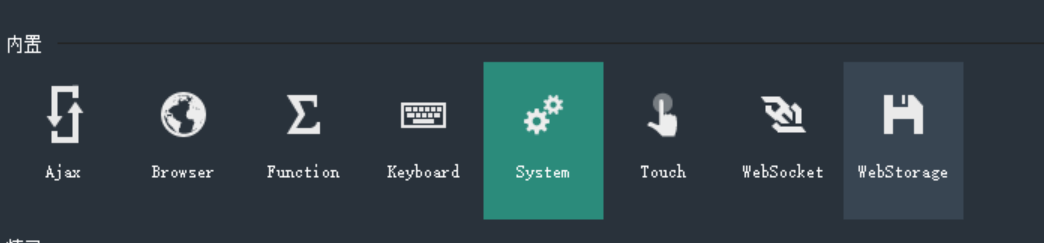 内置
Ajax Browser Function Keyboard System Touch WebSocket WebStorage